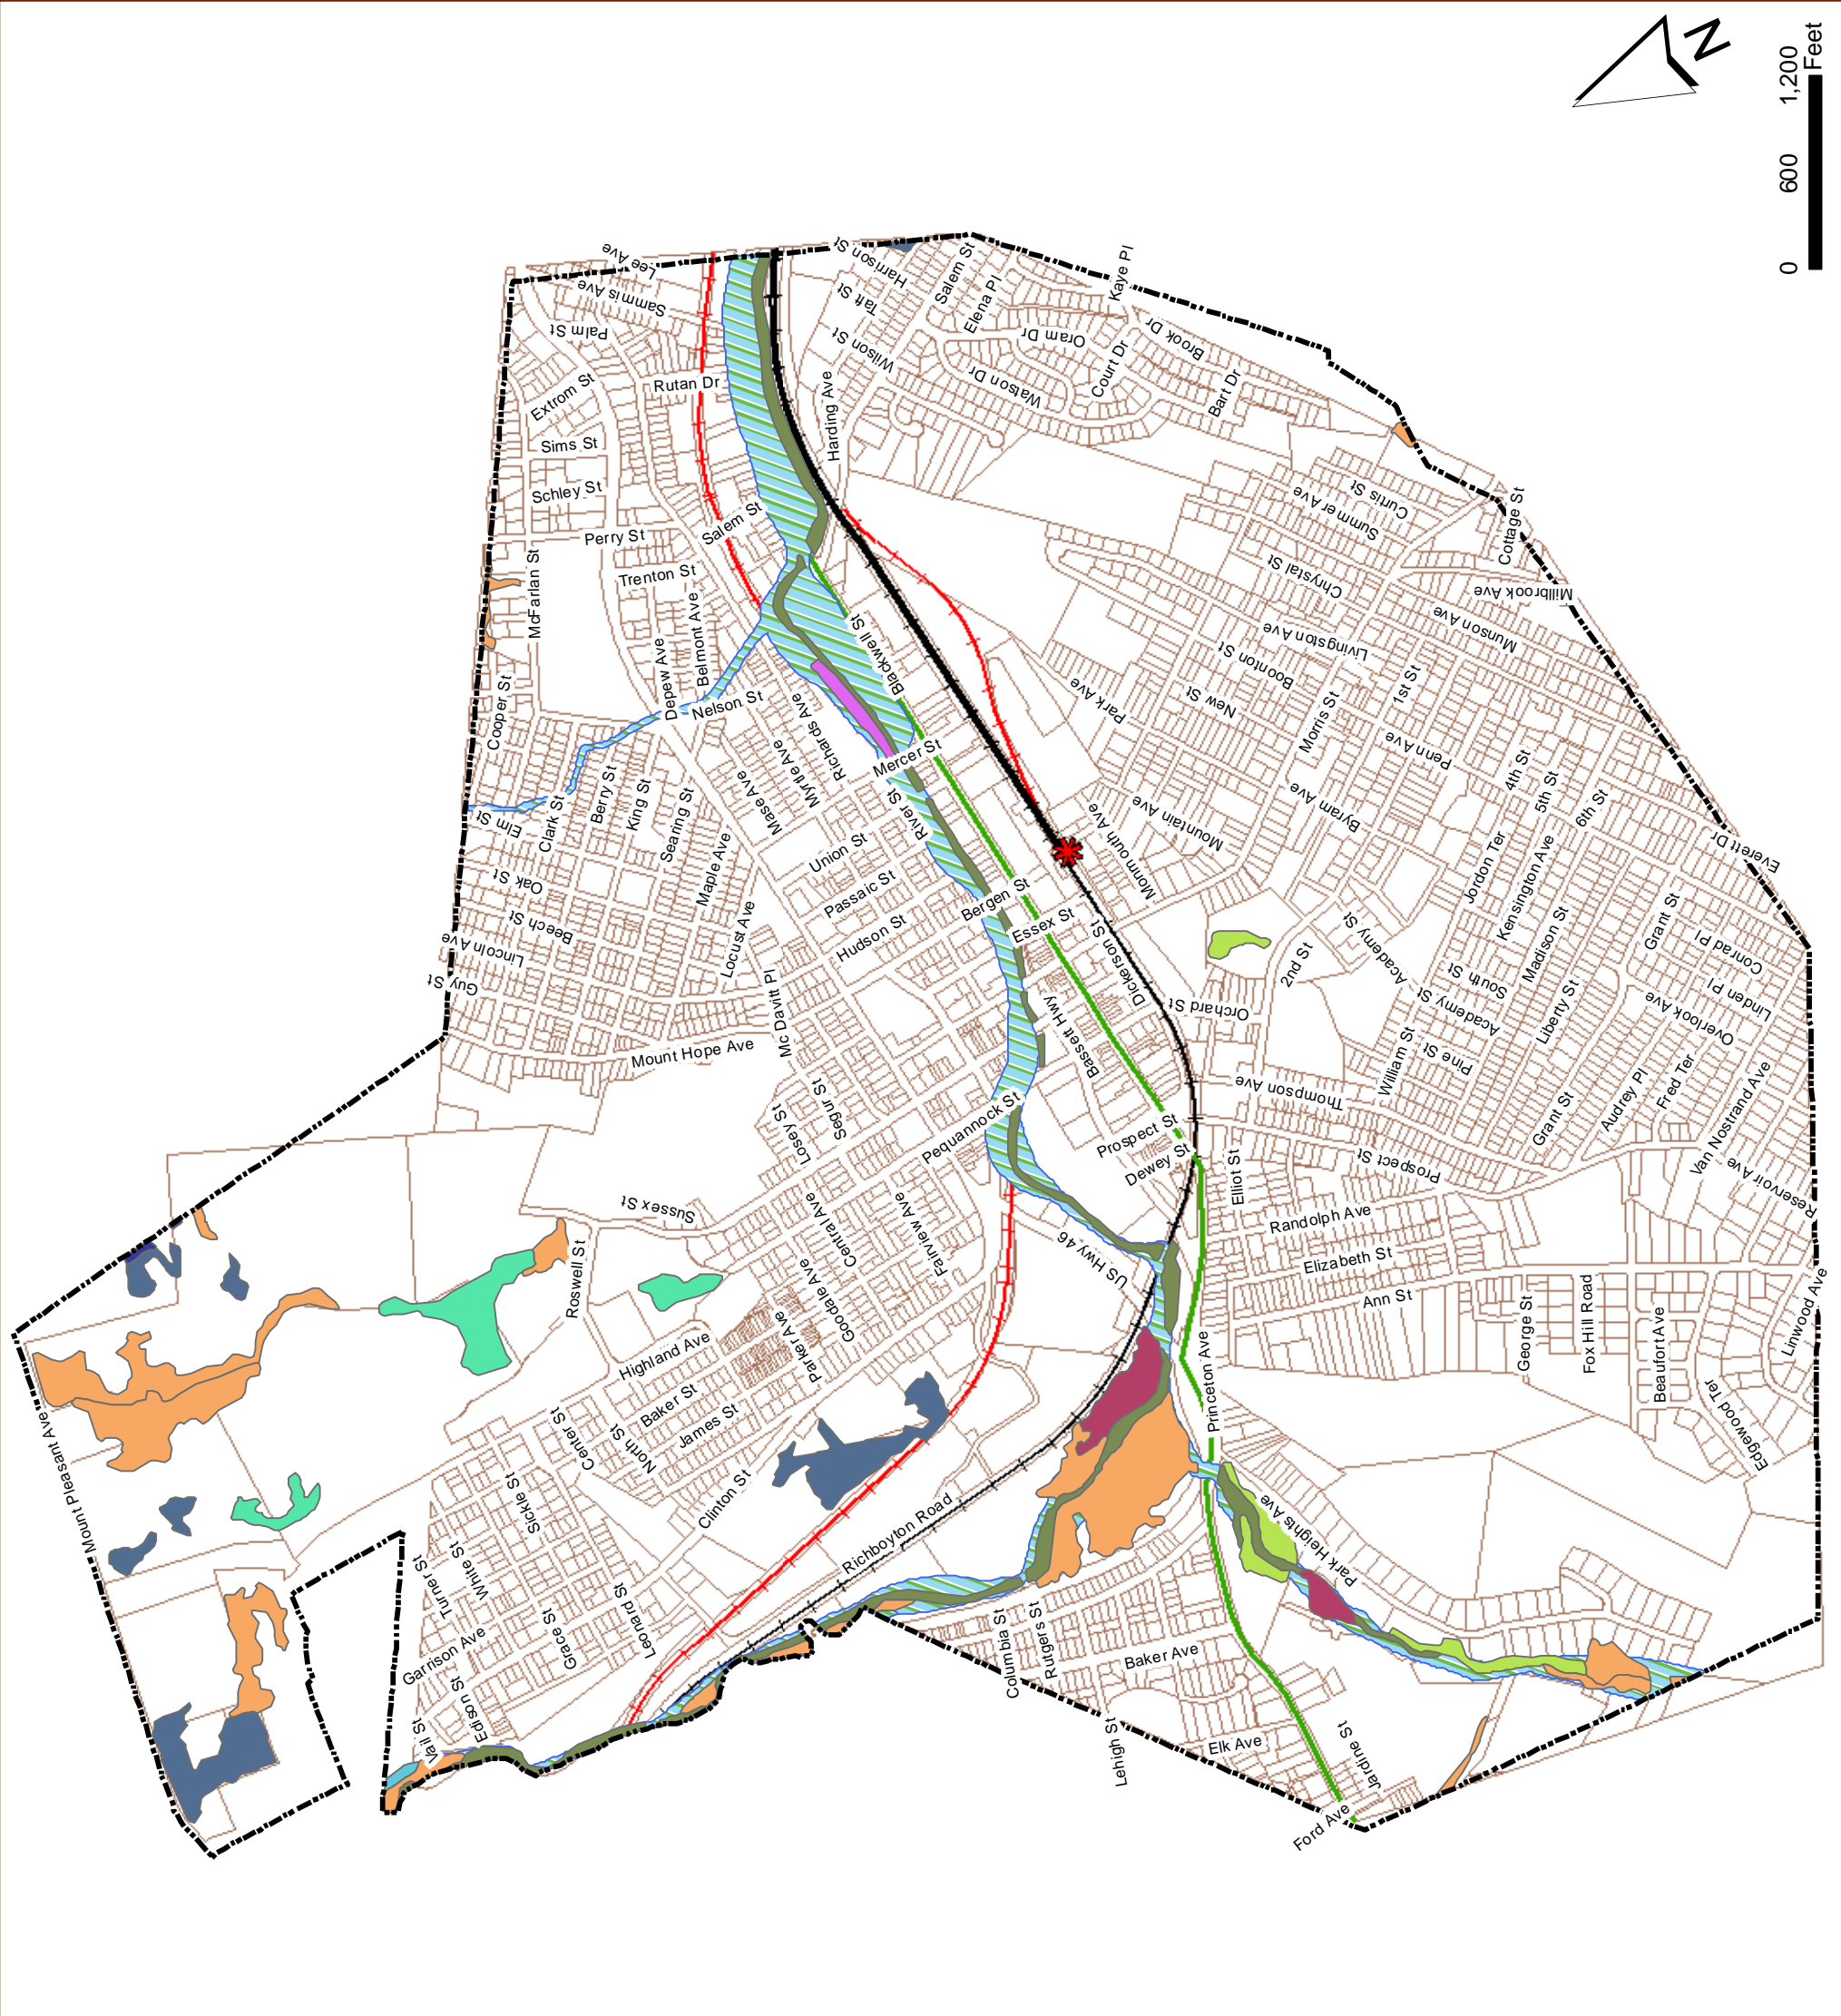 N
0
600
1,200
Feet
Lee Ave
Sammis Ave
Palm St
Harrison St
Taft St
Wilson St
Salem St
Elena Pl
Kaye Pl
Oram Dr
Brook Dr
Court Dr
Watson Dr
Bart Dr
Extrom St
Rutan Dr
Harding Ave
Sims St
Schley St
Salem St
Perry St
Trenton St
McFarlan St
Belmont Ave
Depew Ave
Nelson St
Cooper St
Blackwell St
Curtis St
Summer Ave
Cottage St
Chrystal St
Millbrook Ave
Munson Ave
Livingston Ave
Boonton St
New St
Park Ave
1st St
Morris St
Penn Ave
Mercer St
Richards Ave
Myrtle Ave
Mase Ave
River St
Elm St
Clark St
Berry St
King St
Searing St
Maple Ave
Union St
Passaic St
Hudson St
Locust Ave
Oak St
Beech St
Lincoln Ave
Guy St
Bergen St
Essex St
Dickerson St
Monmouth Ave
Mountain Ave
Byram Ave
4th St
5th St
6th St
Jordon Ter
Kensington Ave
Madison St
Everett Dr
Grant St
Conrad Pl
Linden Pl
Overlook Ave
2nd St
Academy St
South St
Academy St
Liberty St
Pine St
William St
Orchard St
Bassett Hwy
Mc Davitt Pl
Mount Hope Ave
Segur St
Losey St
Pequannock St
Prospect St
Dewey St
Elliot St
Thompson Ave
Prospect St
Grant St
Audrey Pl
Fred Ter
Van Nostrand Ave
Reservoir Ave
Randolph Ave
Elizabeth St
Ann St
George St
Fox Hill Road
Beaufort Ave
Linwood Ave
Edgewood Ter
Sussex St
Roswell St
Central Ave
Fairview Ave
Goodale Ave
Parker Ave
US Hwy 46
Highland Ave
Baker St
James St
North St
Center St
Clinton St
Sickle St
White St
Turner St
Garrison Ave
Grace St
Leonard St
Edison St
Vail St
Mount Pleasant Ave
Richboyton Road
Princeton Ave
Park Heights Ave
Columbia St
Rutgers St
Baker Ave
Lehigh St
Elk Ave
Jardine St
Ford Ave